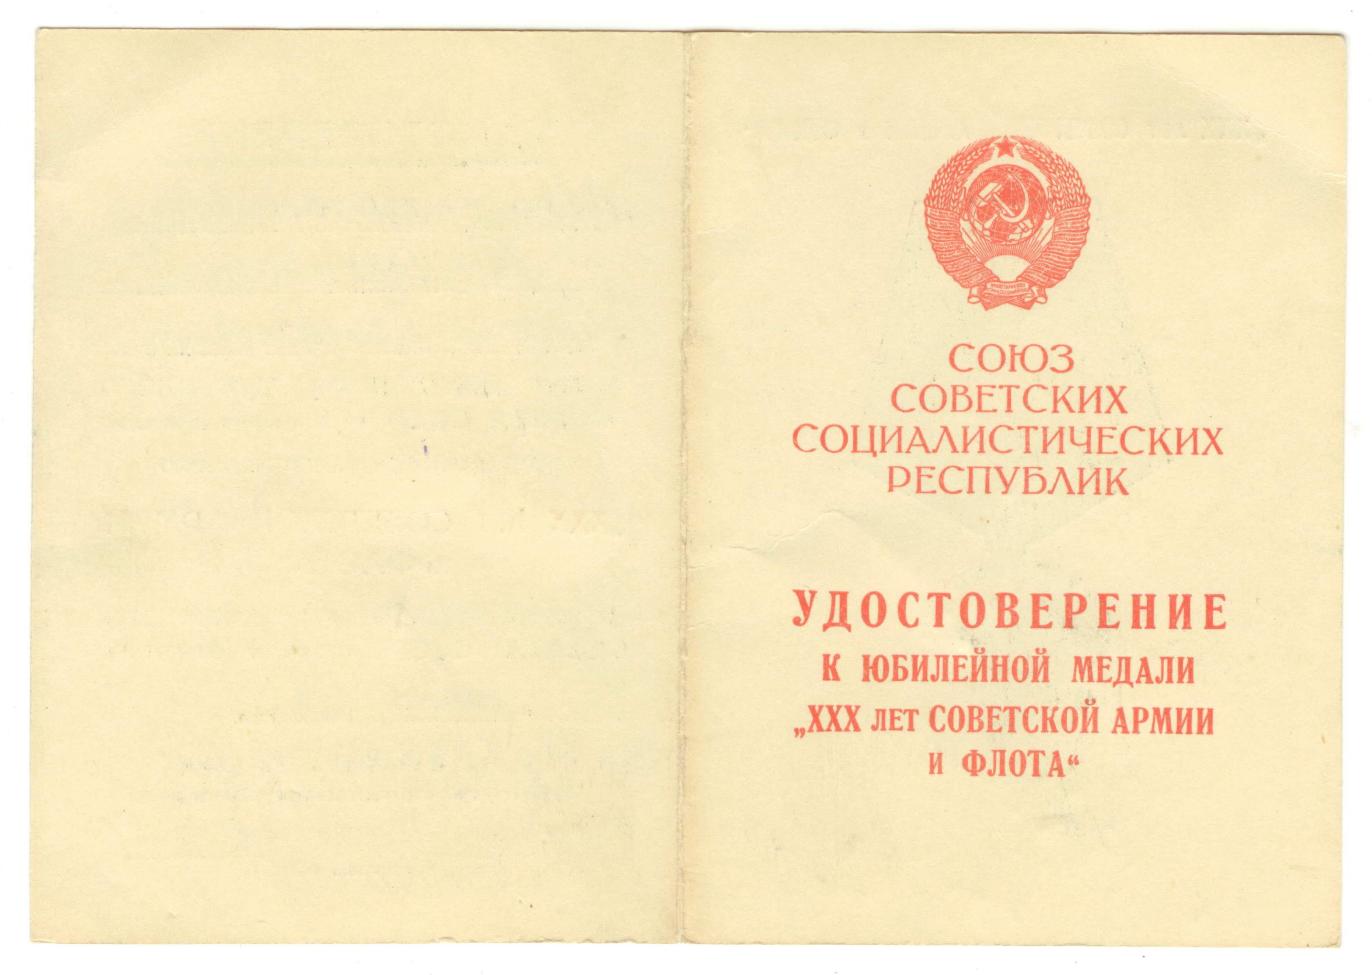 СОЮЗ
СОВЕТСКИХ
СОЦИАЛИСТИЧЕСКИХ
РЕСПУБЛИК
УДОСТОВЕРЕНИЕ
К ЮБИЛЕЙНОЙ МЕДАЛИ
„XXX ЛЕТ СОВЕТСКОЙ АРМИИ
И ФЛОТА“